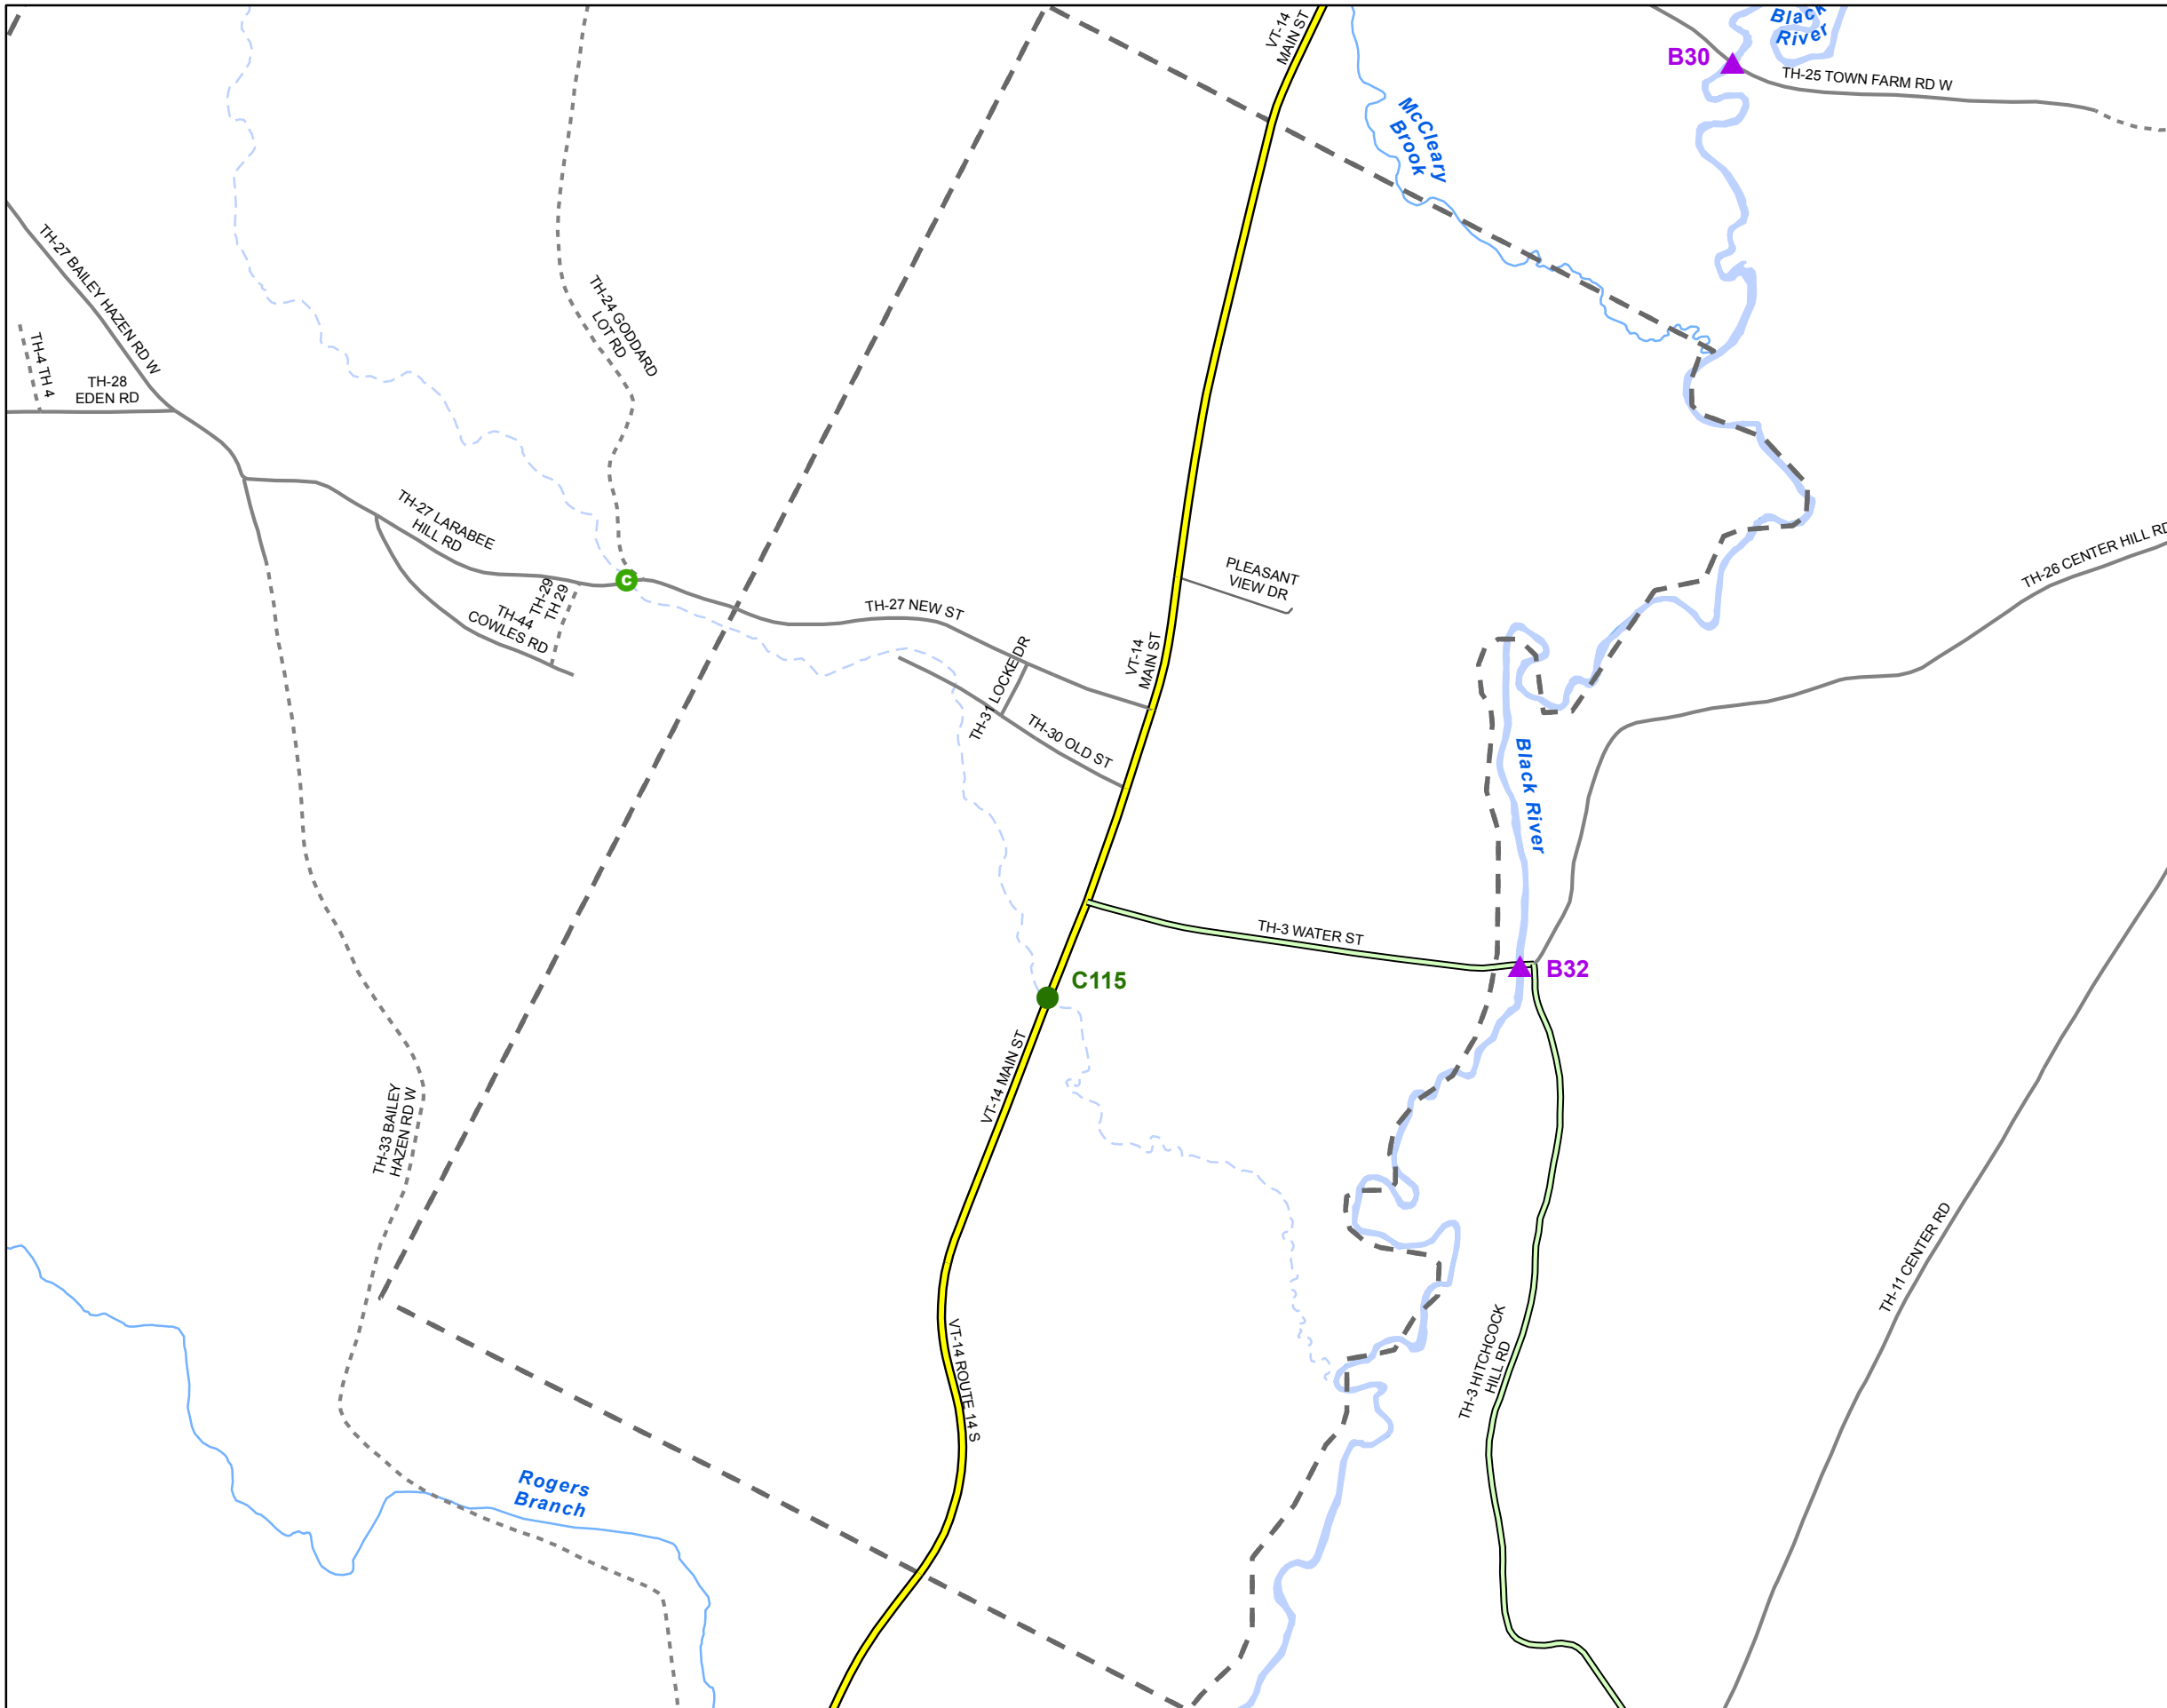 VT-14
MAIN ST
Black
River
B30
TH-25 TOWN FARM RD W
McCleary
Brook
TH-27 BAILEY HAZEN RD W
TH-24 GODDARD
LOT RD
TH-4 TH 4
TH-28
EDEN RD
TH-27 LARABEE
HILL RD
TH-29
TH 29
C
TH-44
COWLES RD
TH-27 NEW ST
PLEASANT
VIEW DR
TH-26 CENTER HILL RD
VT-14
MAIN ST
TH-31 LOCKE DR
TH-30 OLD ST
Black River
TH-3 WATER ST
B32
C115
VT-14 MAIN ST
TH-33 BAILEY
HAZEN RD W
TH-11 CENTER RD
TH-3 HITCHCOCK
HILL RD
VT-14 ROUTE 14 S
Rogers
Branch